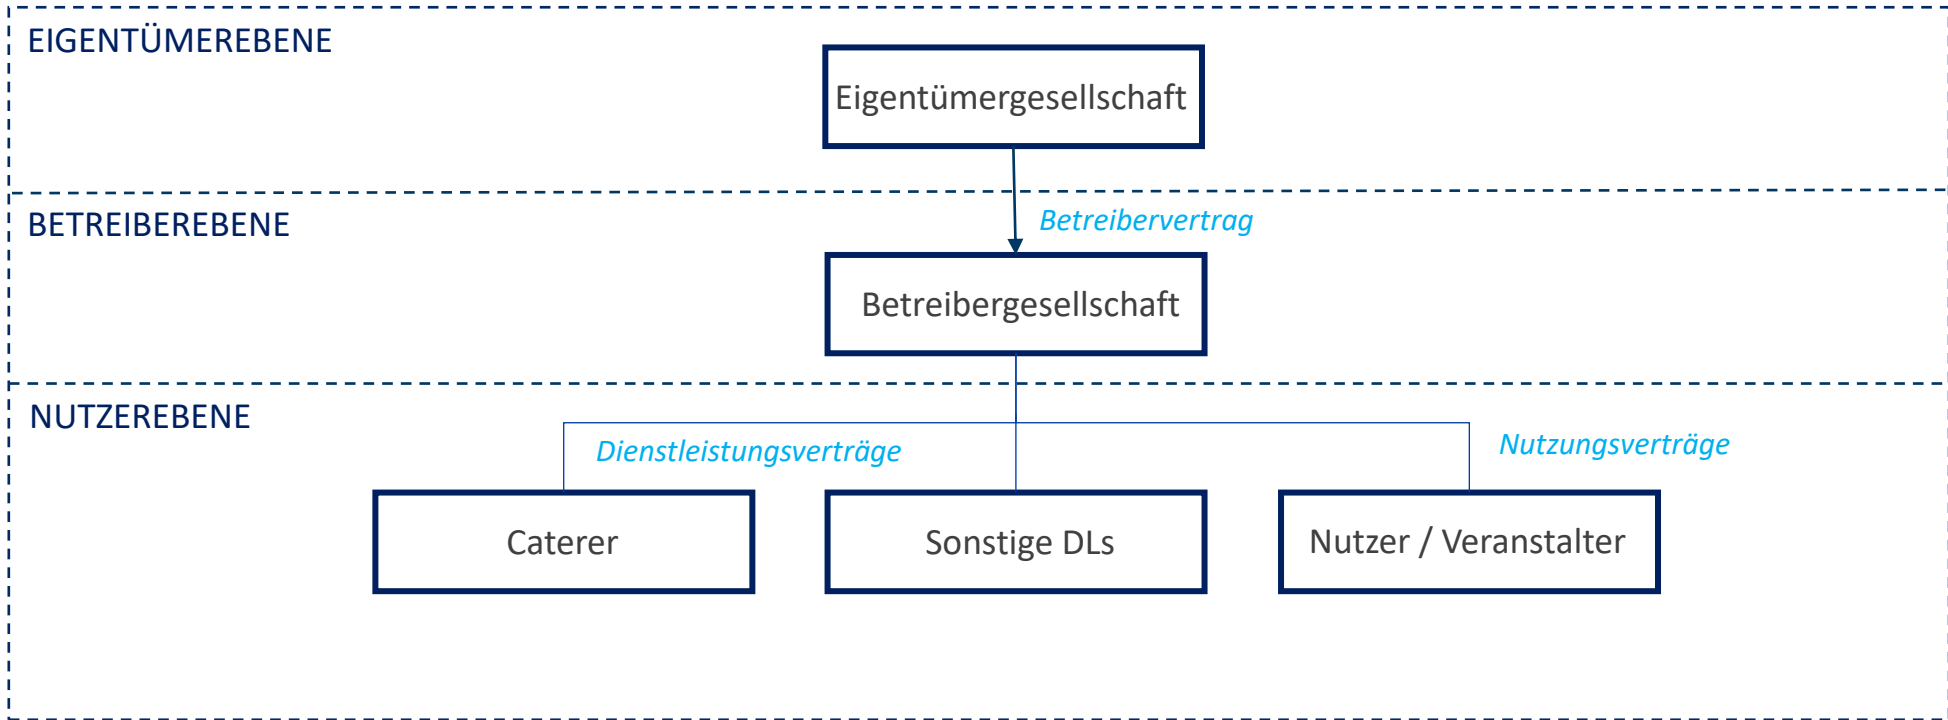 EIGENTÜMEREBENE
Eigentümergesellschaft
BETREIBEREBENE
Betreibervertrag
Betreibergesellschaft
NUTZEREBENE
Dienstleistungsverträge
Nutzungsverträge
Caterer
Sonstige DLs
Nutzer / Veranstalter